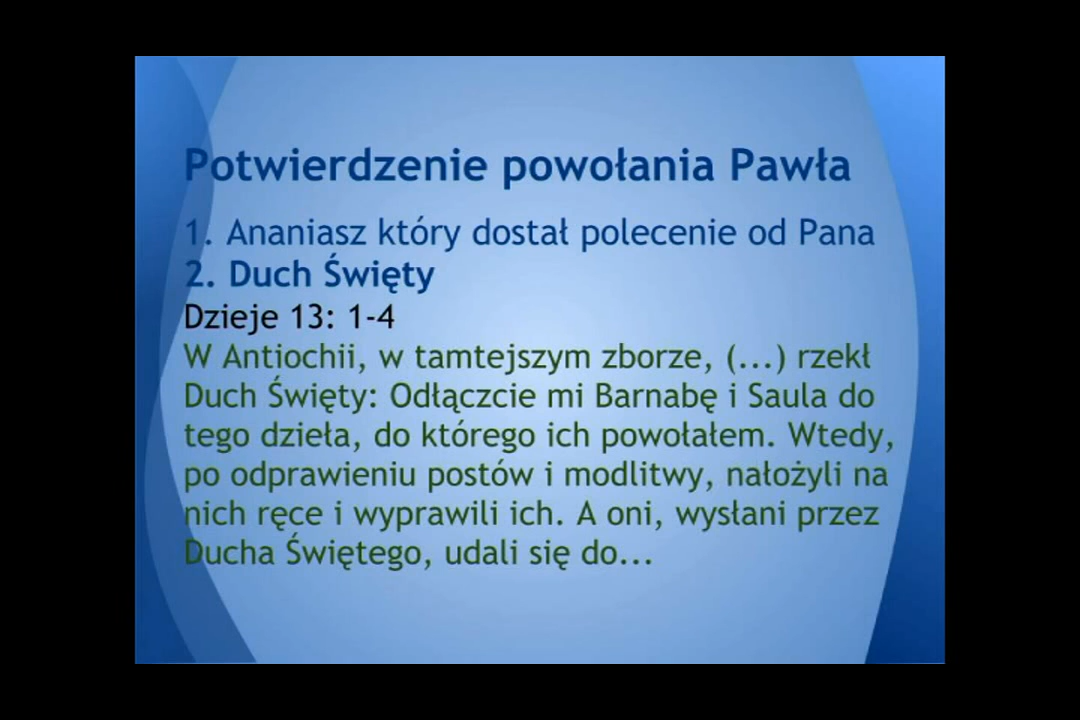 Potwierdzenie powołania Pawła
1. Ananiasz który dostał polecenie od Pana
2. Duch Święty
Dzieje 13: 1-4
W Antiochii, w tamtejszym zborze, (...) rzekł
Duch Święty: Odłączcie mi Barnabę i Saula do
tego dzieła, do którego ich powołałem. Wtedy,
po odprawieniu postów i modlitwy, nałożyli na
nich ręce i wyprawili ich. A oni, wysłani przez
Ducha Świętego, udali się do...